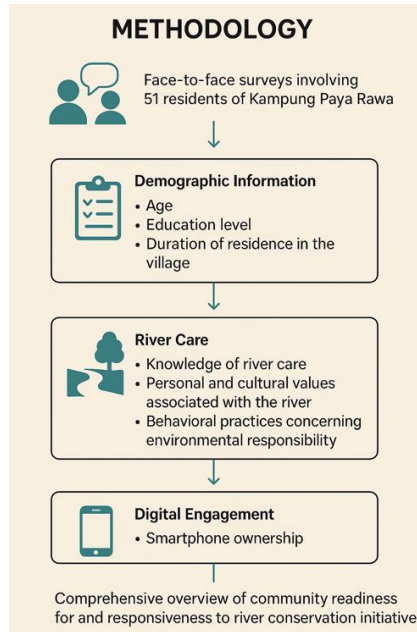 METHODOLOGY
Face-to-face surveys involving
51 residents of Kampung Paya Rawa
Demographic Information
• Age
• Education level
• Duration of residence in the
village
River Care
• Knowledge of river care
• Personal and cultural values
associated with the river
• Behavioral practices concerning
environmental responsibility
Digital Engagement
• Smartphone ownership
Comprehensive overview of community readiness
for and responsiveness to river conservation initiative